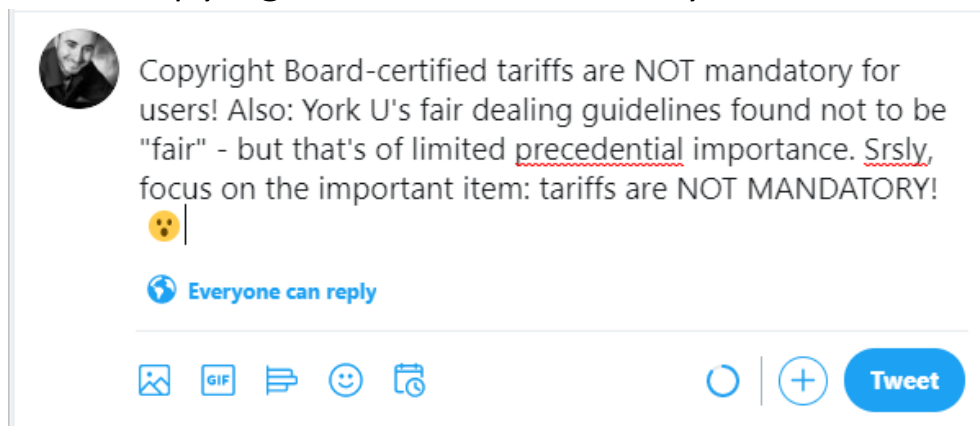 Copyright Board-certified tariffs are NOT mandatory for
users! Also: York U's fair dealing guidelines found not to be
"fair" - but that's of limited precedential importance. Srsly,
focus on the important item: tariffs are NOT MANDATORY!
😮
Everyone can reply
GIF
Tweet